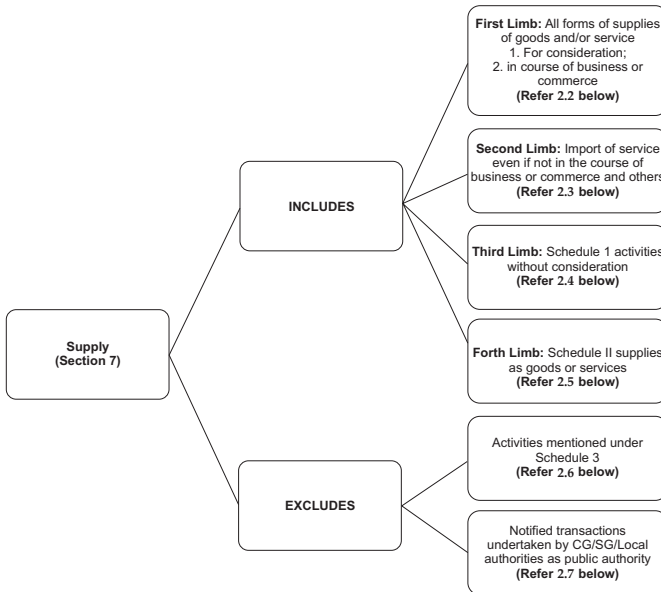 First Limb: All forms of supplies
of goods and/or service
1. For consideration;
2. in course of business or
commerce
(Refer 2.2 below)
Second Limb: Import of service
even if not in the course of
business or commerce and others
(Refer 2.3 below)
INCLUDES
Third Limb: Schedule 1 activities
without consideration
(Refer 2.4 below)
Supply
(Section 7)
Forth Limb: Schedule II supplies
as goods or services
(Refer 2.5 below)
Activities mentioned under
Schedule 3
(Refer 2.6 below)
EXCLUDES
Notified transactions
undertaken by CG/SG/Local
authorities as public authority
(Refer 2.7 below)